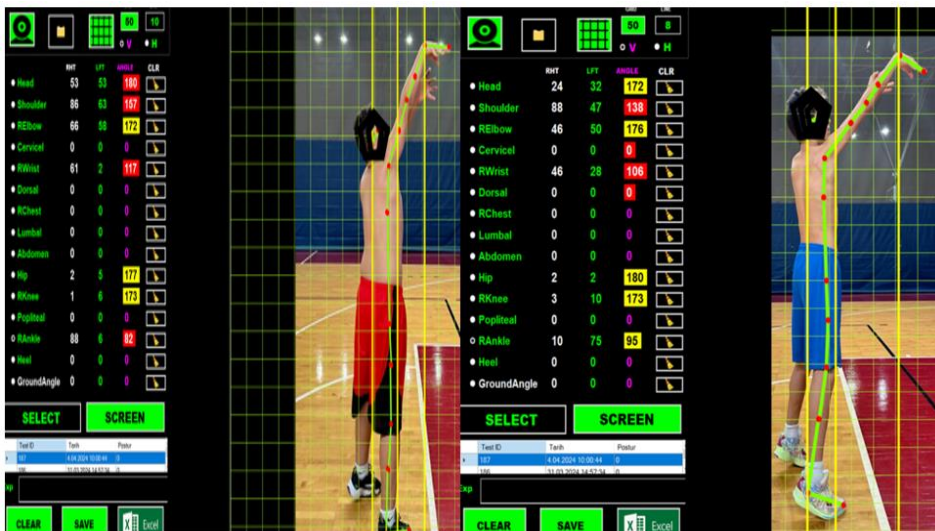 50 10
V H
RHT LFT ANGLE CLR
Head 53 53 180
Shoulder 86 63 157
RElbow 66 58 172
Cervicel 0 0 0
RWrist 61 2 117
Dorsal 0 0 0
RChest 0 0 0
Lumbal 0 0 0
Abdomen 0 0 0
Hip 2 5 177
RKnee 1 6 173
Popliteal 0 0 0
RAnkle 88 6 82
Heel 0 0 0
GroundAngle 0 0 0
SELECT SCREEN
Test ID Tarih Postur
187 4.04.2024 10:00:44 0
186 31.03.2024 14:57:34 0
xp
CLEAR SAVE Excel
50 8
V H
RHT LFT ANGLE CLR
Head 24 32 172
Shoulder 88 47 138
RElbow 46 50 176
Cervicel 0 0 0
RWrist 46 28 106
Dorsal 0 0 0
RChest 0 0 0
Lumbal 0 0 0
Abdomen 0 0 0
Hip 2 2 180
RKnee 3 10 173
Popliteal 0 0 0
RAnkle 10 75 95
Heel 0 0 0
GroundAngle 0 0 0
SELECT SCREEN
Test ID Tarih Postur
187 4.04.2024 10:00:44 0
186 31.03.2024 14:57:34 0
xp
CLEAR SAVE Excel